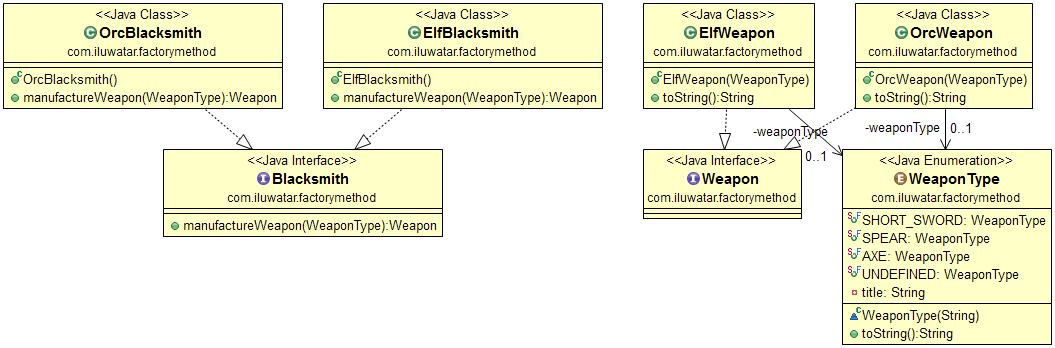 <<Java Class>>
OrcBlacksmith
com.iluwatar.factorymethod
OrcBlacksmith()
manufactureWeapon(WeaponType):Weapon
<<Java Class>>
ElfBlacksmith
com.iluwatar.factorymethod
ElfBlacksmith()
manufactureWeapon(WeaponType):Weapon
<<Java Class>>
ElfWeapon
com.iluwatar.factorymethod
ElfWeapon(WeaponType)
toString():String
<<Java Class>>
OrcWeapon
com.iluwatar.factorymethod
OrcWeapon(WeaponType)
toString():String
-weaponType
0..1
-weaponType
0..1
<<Java Interface>>
Blacksmith
com.iluwatar.factorymethod
manufactureWeapon(WeaponType):Weapon
<<Java Interface>>
Weapon
com.iluwatar.factorymethod
<<Java Enumeration>>
WeaponType
com.iluwatar.factorymethod
SHORT_SWORD: WeaponType
SPEAR: WeaponType
AXE: WeaponType
UNDEFINED: WeaponType
title: String
WeaponType(String)
toString():String